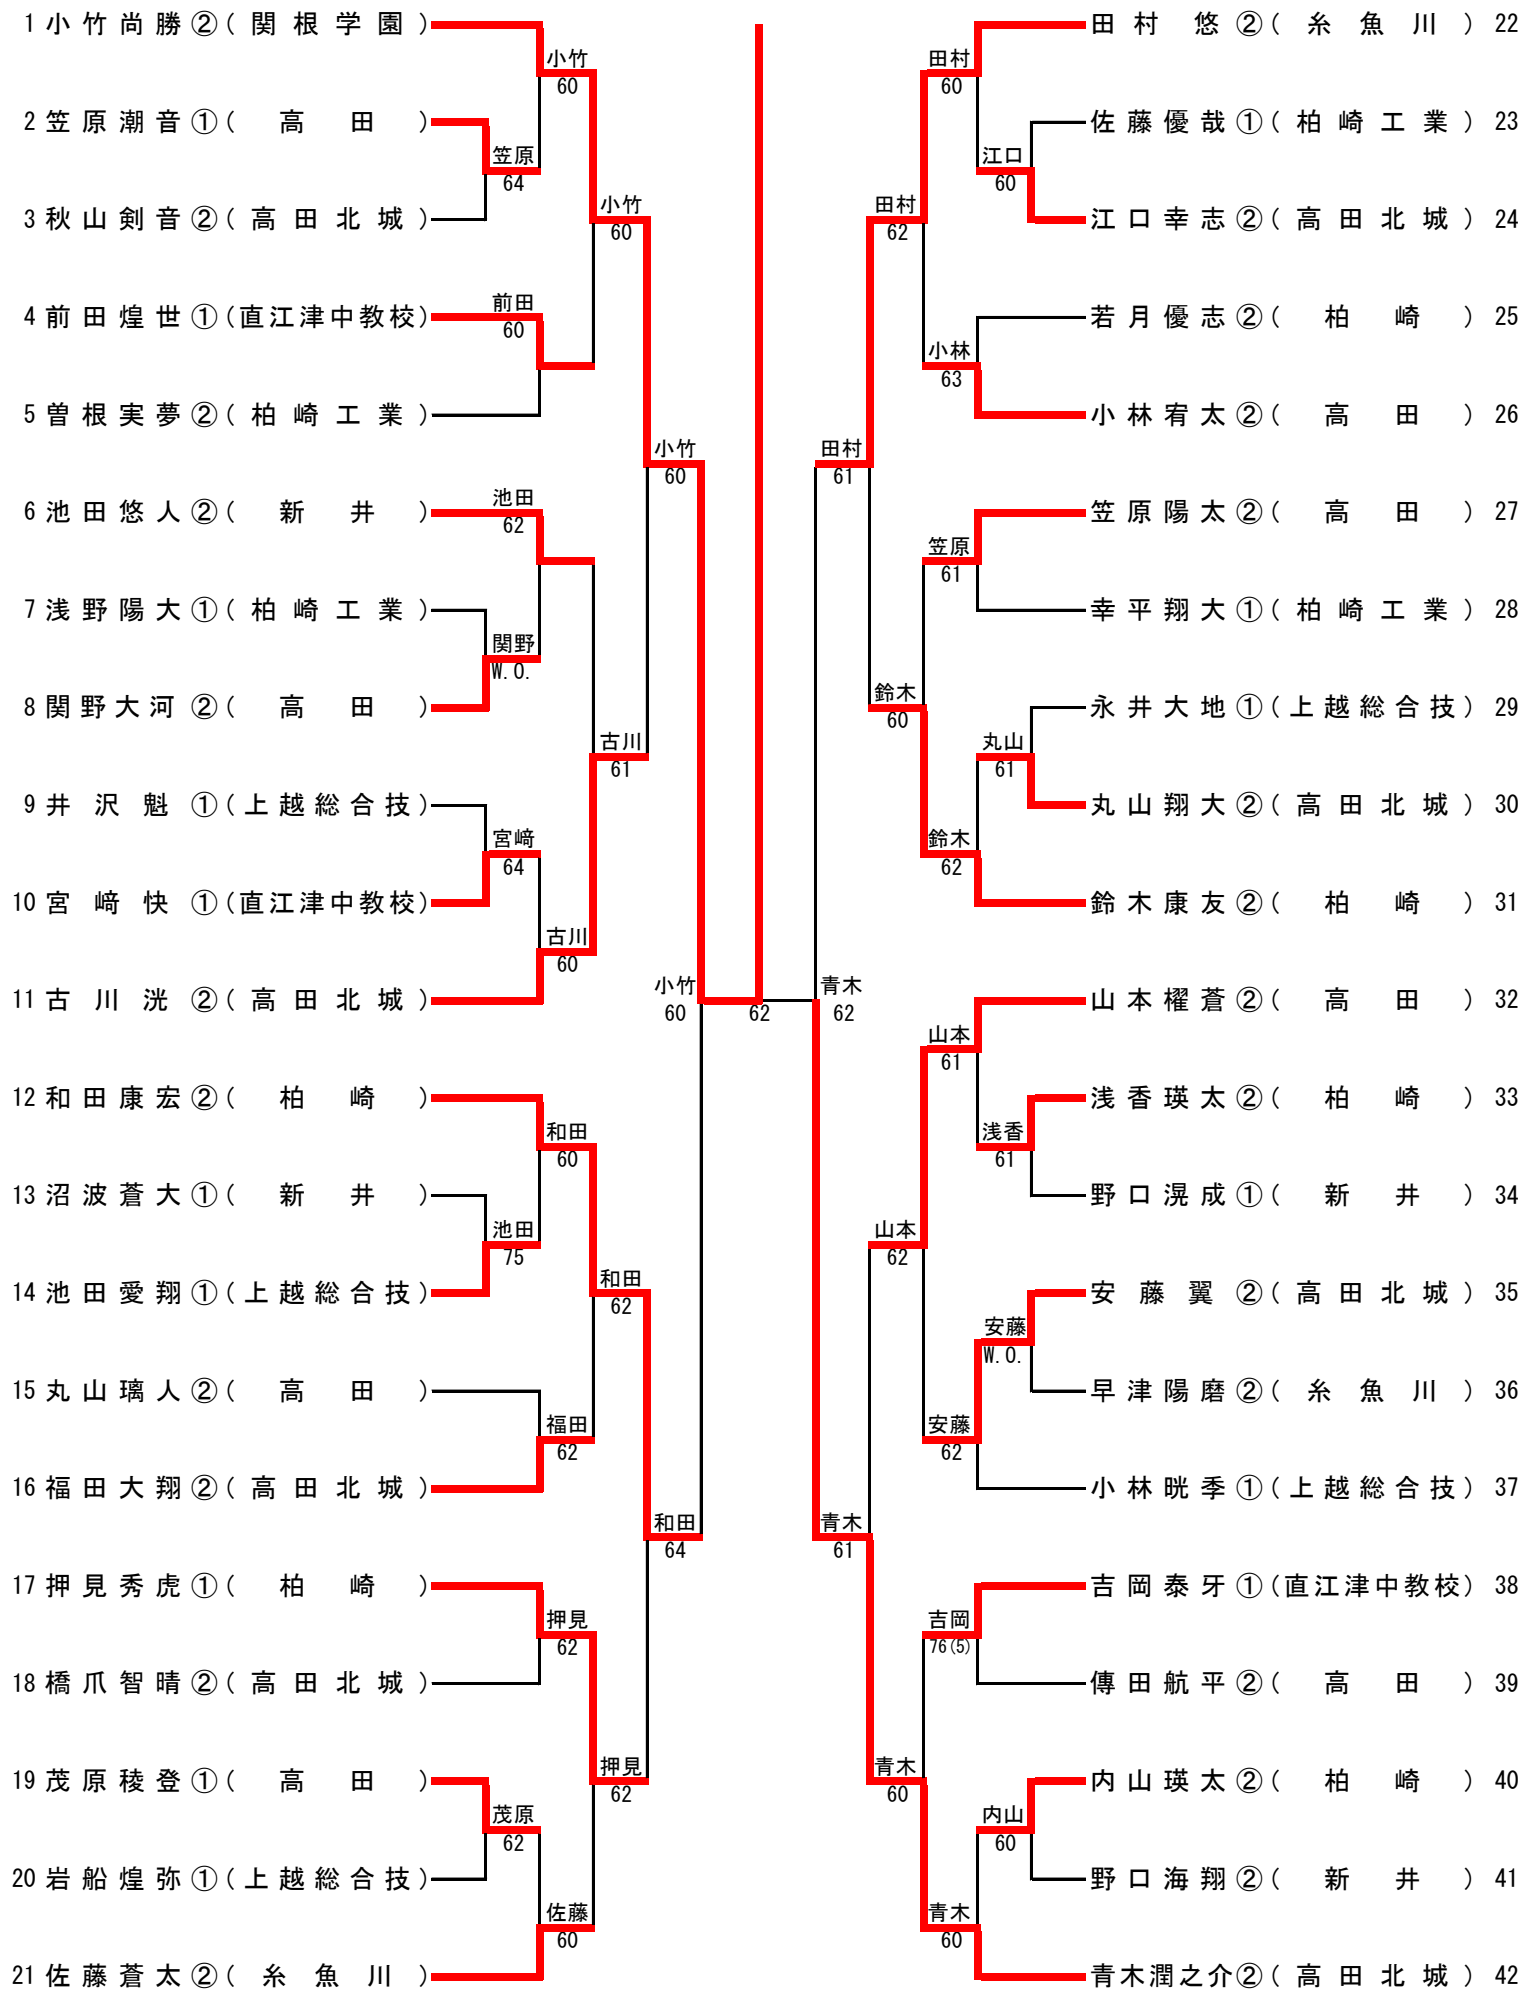 1 小竹尚勝②(関根学園)
小竹
60
2 笠原潮音①(高田)
笠原
64
3 秋山剣音②(高田北城)
小竹
60
4 前田煌世①(直江津中教校)
前田
60
5 曽根実夢②(柏崎工業)
小竹
60
6 池田悠人②(新井)
池田
62
7 浅野陽大①(柏崎工業)
関野
W.O.
8 関野大河②(高田)
古川
61
9 井沢魁①(上越総合技)
宮﨑
64
10 宮﨑快①(直江津中教校)
古川
60
11 古川洸②(高田北城)
小竹
60
62
12 和田康宏②(柏崎)
和田
60
13 沼波蒼大①(新井)
池田
75
14 池田愛翔①(上越総合技)
和田
62
15 丸山璃人②(高田)
福田
62
16 福田大翔②(高田北城)
和田
64
17 押見秀虎①(柏崎)
押見
62
18 橋爪智晴②(高田北城)
押見
62
19 茂原稜登①(高田)
茂原
62
20 岩船煌弥①(上越総合技)
佐藤
60
21 佐藤蒼太②(糸魚川)
田村悠②(糸魚川) 22
田村
60
佐藤優哉①(柏崎工業) 23
江口
60
江口幸志②(高田北城) 24
田村
62
若月優志②(柏崎) 25
小林
63
小林宥太②(高田) 26
田村
61
笠原陽太②(高田) 27
笠原
61
幸平翔大①(柏崎工業) 28
鈴木
60
永井大地①(上越総合技) 29
丸山
61
丸山翔大②(高田北城) 30
鈴木
62
鈴木康友②(柏崎) 31
青木
62
山本櫂蒼②(高田) 32
山本
61
浅香瑛太②(柏崎) 33
浅香
61
野口滉成①(新井) 34
山本
62
安藤翼②(高田北城) 35
安藤
W.O.
早津陽磨②(糸魚川) 36
安藤
62
小林晄季①(上越総合技) 37
青木
61
吉岡泰牙①(直江津中教校) 38
吉岡
76(5)
傳田航平②(高田) 39
青木
60
内山瑛太②(柏崎) 40
内山
60
野口海翔②(新井) 41
青木
60
青木潤之介②(高田北城) 42